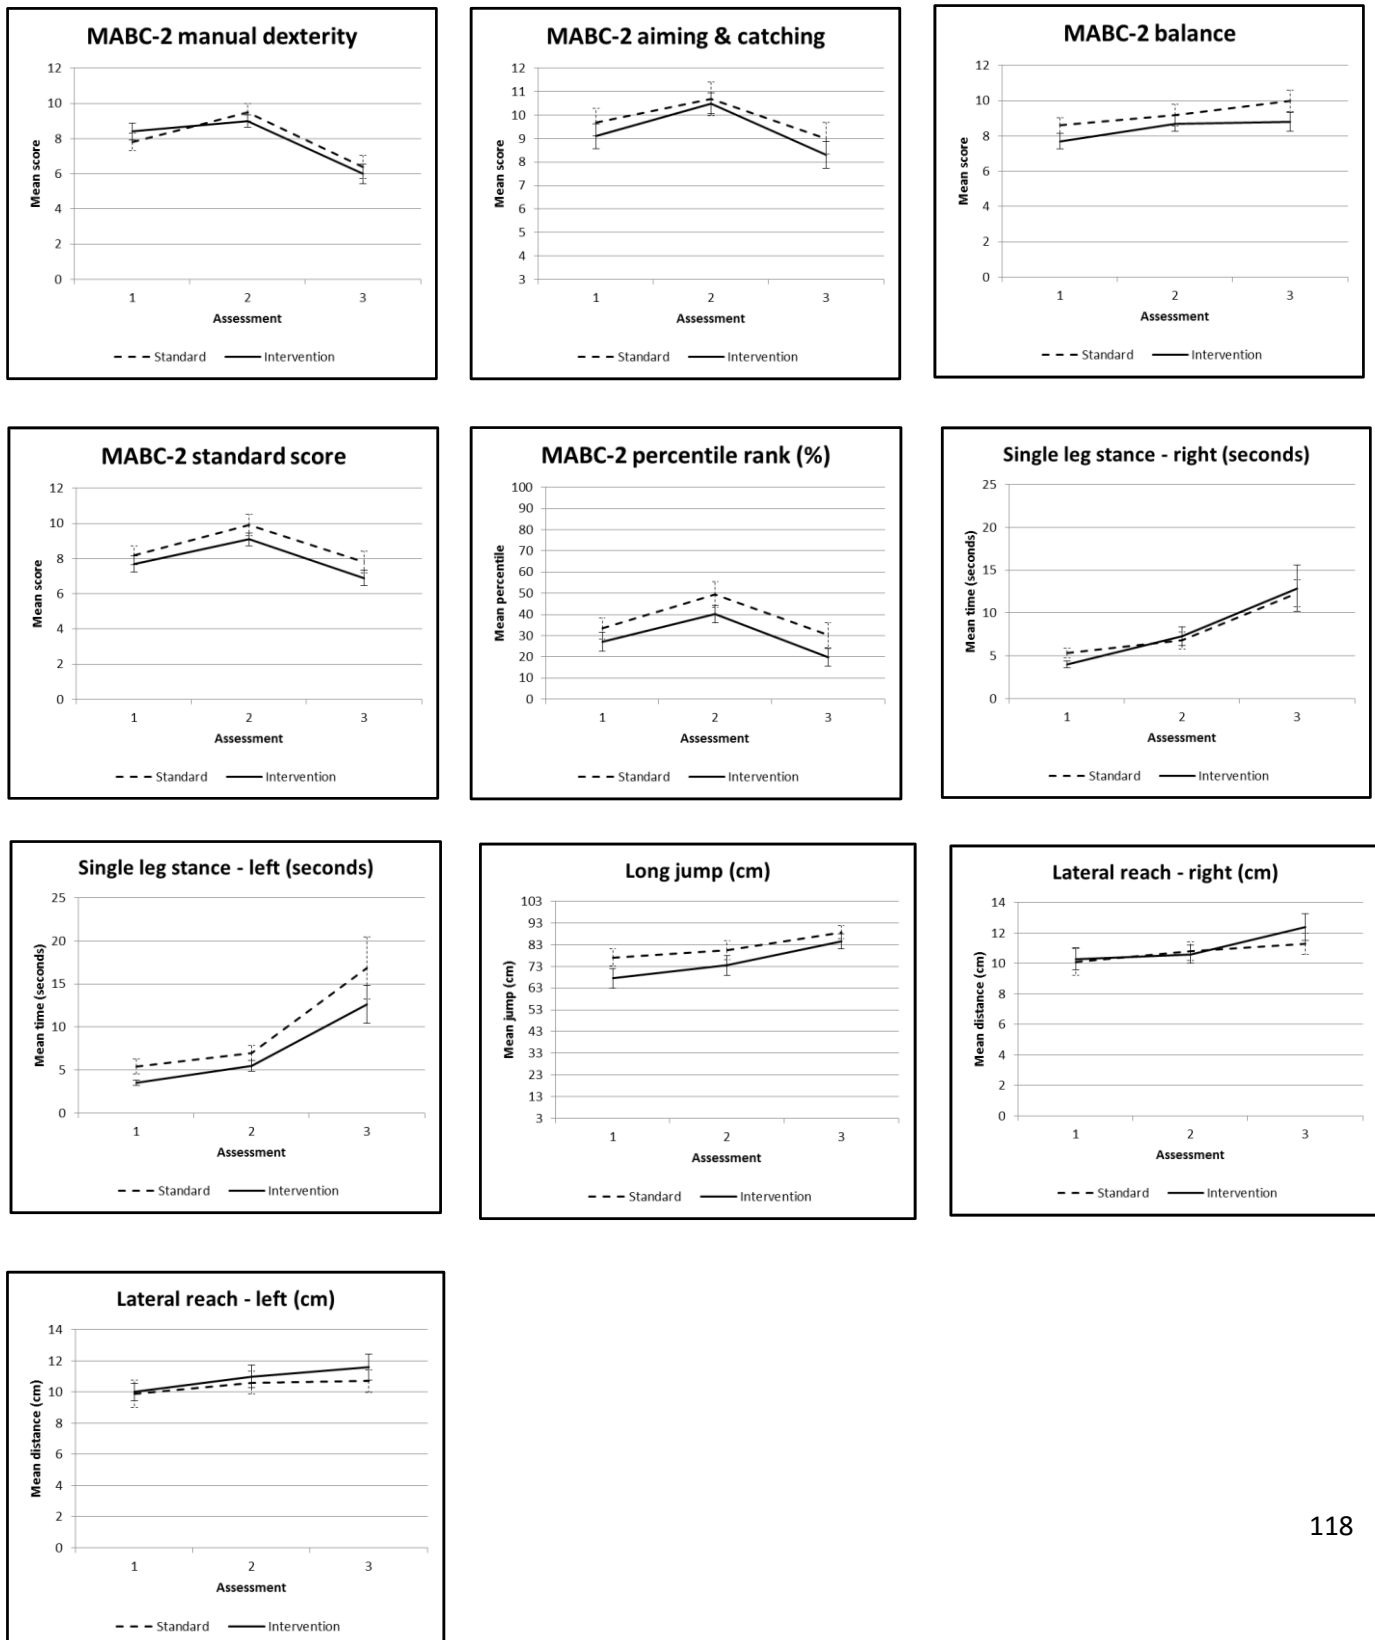 MABC-2 manual dexterity
12
10
8
6
4
2
0
Mean score
1 2 3
Assessment
Standard Intervention
MABC-2 aiming & catching
12
11
10
9
8
7
6
5
4
3
Mean score
1 2 3
Assessment
Standard Intervention
MABC-2 balance
12
10
8
6
4
2
0
Mean score
1 2 3
Assessment
Standard Intervention
MABC-2 standard score
12
10
8
6
4
2
0
Mean score
1 2 3
Assessment
Standard Intervention
MABC-2 percentile rank (%)
100
90
80
70
60
50
40
30
20
10
0
Mean percentile
1 2 3
Assessment
Standard Intervention
Single leg stance - right (seconds)
25
20
15
10
5
0
Mean time (seconds)
1 2 3
Assessment
Standard Intervention
Single leg stance - left (seconds)
25
20
15
10
5
0
Mean time (seconds)
1 2 3
Assessment
Standard Intervention
Long jump (cm)
103
93
83
73
63
53
43
33
23
13
3
Mean jump (cm)
1 2 3
Assessment
Standard Intervention
Lateral reach - right (cm)
14
12
10
8
6
4
2
0
Mean distance (cm)
1 2 3
Assessment
Standard Intervention
Lateral reach - left (cm)
14
12
10
8
6
4
2
0
Mean distance (cm)
1 2 3
Assessment
Standard Intervention
118